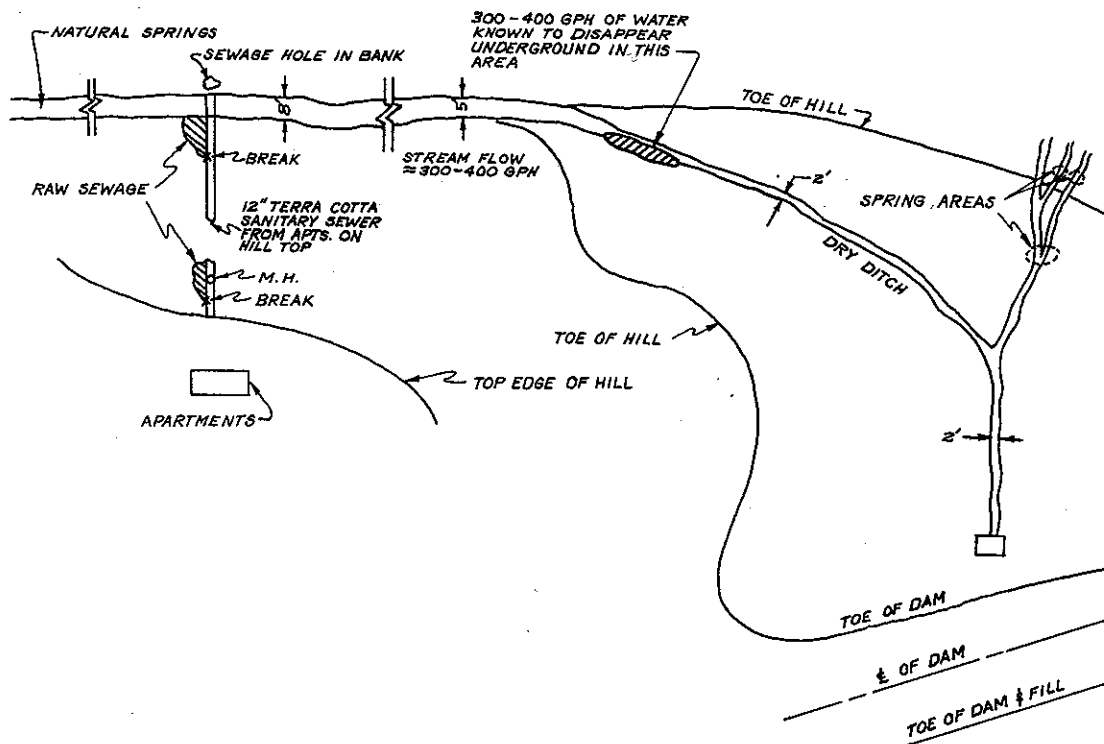 NATURAL SPRINGS
SEWAGE HOLE IN BANK
300-400 GPH OF WATER
KNOWN TO DISAPPEAR
UNDERGROUND IN THIS
AREA
TOE OF HILL
8'
5'
BREAK
STREAM FLOW
≈300-400 GPH
RAW SEWAGE
12" TERRA COTTA
SANITARY SEWER
FROM APTS. ON
HILL TOP
2'
SPRING AREAS
DRY DITCH
M.H.
BREAK
TOE OF HILL
TOP EDGE OF HILL
APARTMENTS
2'
TOE OF DAM
℄ OF DAM
TOE OF DAM & FILL